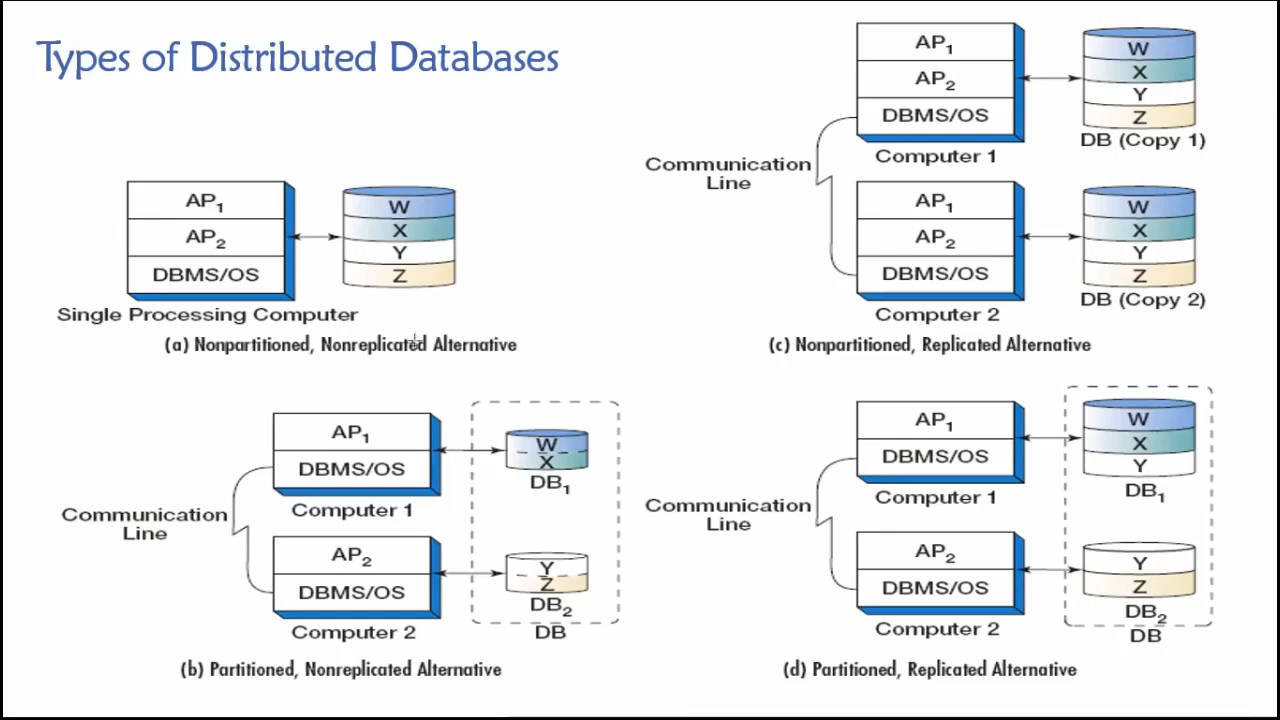 Types of Distributed Databases
AP1
AP2
DBMS/OS
Single Processing Computer
W
X
Y
Z
(a) Nonpartitioned, Nonreplicated Alternative
AP1
DBMS/OS
Computer 1
Communication
Line
AP2
DBMS/OS
Computer 2
W
X
DB1
Y
Z
DB2
DB
(b) Partitioned, Nonreplicated Alternative
AP1
AP2
DBMS/OS
Computer 1
W
X
Y
Z
DB (Copy 1)
Communication
Line
AP1
AP2
DBMS/OS
Computer 2
W
X
Y
Z
DB (Copy 2)
(c) Nonpartitioned, Replicated Alternative
AP1
DBMS/OS
Computer 1
W
X
Y
DB1
Communication
Line
AP2
DBMS/OS
Computer 2
Y
Z
DB2
DB
(d) Partitioned, Replicated Alternative